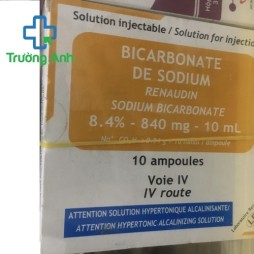 Trường Anh
Solution injectable / Solution for injectio
BICARBONATE
DE SODIUM
RENAUDIN
SODIUM BICARBONATE
8.4% - 840 mg - 10 mL
10 ampoules
Voie IV
IV route
ATTENTION SOLUTION HYPERTONIQUE ALCALINISANTE/
ATTENTION HYPERTONIC ALCALINIZING SOLUTION